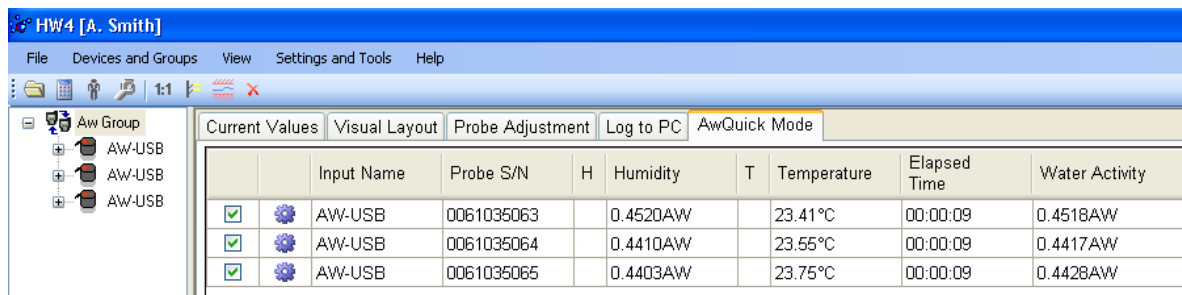 HW4 [A. Smith]
File Devices and Groups View Settings and Tools Help
1:1
Aw Group
AW-USB
AW-USB
AW-USB
Current Values Visual Layout Probe Adjustment Log to PC AwQuick Mode
Input Name Probe S/N H Humidity T Temperature Elapsed Time Water Activity
AW-USB 0061035063 0.4520AW 23.41°C 00:00:09 0.4518AW
AW-USB 0061035064 0.4410AW 23.55°C 00:00:09 0.4417AW
AW-USB 0061035065 0.4403AW 23.75°C 00:00:09 0.4428AW